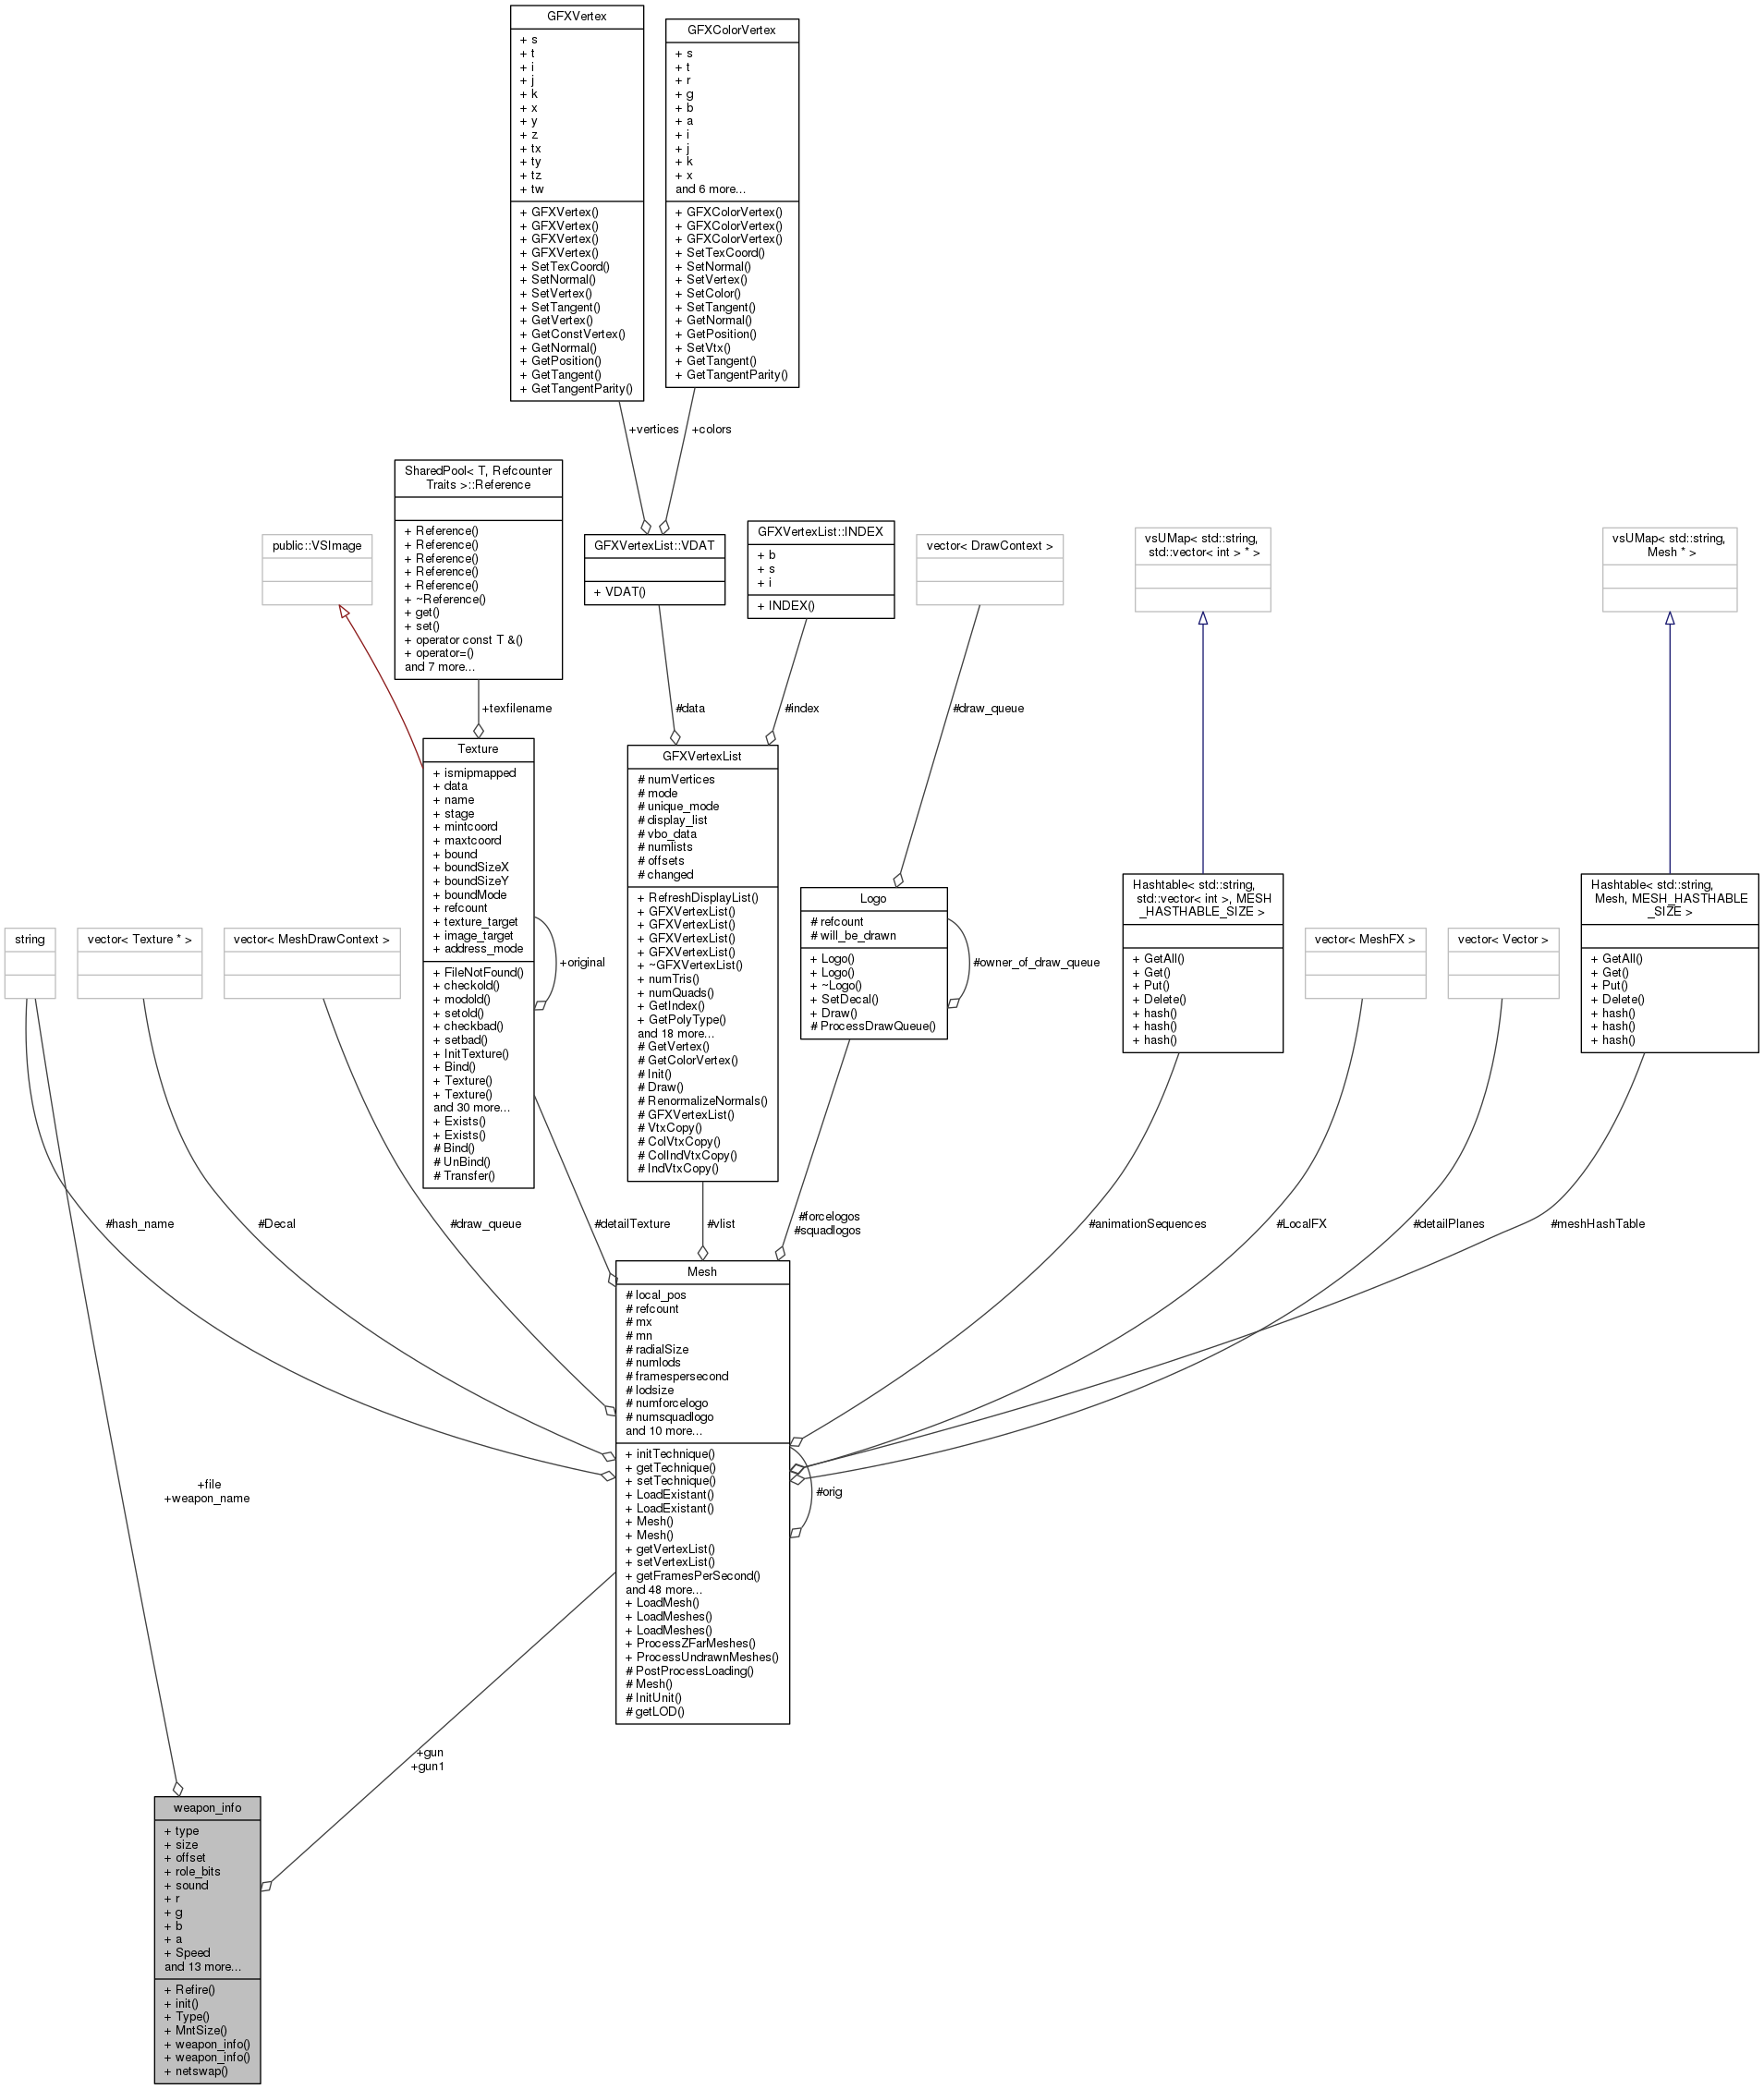 GFXVertex
+ s
+ t
+ i
+ j
+ k
+ x
+ y
+ z
+ tx
+ ty
+ tz
+ tw
+ GFXVertex()
+ GFXVertex()
+ GFXVertex()
+ GFXVertex()
+ SetTexCoord()
+ SetNormal()
+ SetVertex()
+ SetTangent()
+ GetVertex()
+ GetConstVertex()
+ GetNormal()
+ GetPosition()
+ GetTangent()
+ GetTangentParity()
GFXColorVertex
+ s
+ t
+ r
+ g
+ b
+ a
+ i
+ j
+ k
+ x
and 6 more...
+ GFXColorVertex()
+ GFXColorVertex()
+ GFXColorVertex()
+ SetTexCoord()
+ SetNormal()
+ SetVertex()
+ SetColor()
+ SetTangent()
+ GetNormal()
+ GetPosition()
+ SetVtx()
+ GetTangent()
+ GetTangentParity()
+vertices
+colors
public::VSImage
SharedPool< T, Refcounter
Traits >::Reference
+ Reference()
+ Reference()
+ Reference()
+ Reference()
+ Reference()
+ ~Reference()
+ get()
+ set()
+ operator const T &()
+ operator=()
and 7 more...
GFXVertexList::VDAT
+ VDAT()
GFXVertexList::INDEX
+ b
+ s
+ i
+ INDEX()
vector< DrawContext >
vsUMap< std::string,
std::vector< int > * >
vsUMap< std::string,
Mesh * >
+texfilename
#data
#index
#draw_queue
Texture
+ ismipmapped
+ data
+ name
+ stage
+ mintcoord
+ maxtcoord
+ bound
+ boundSizeX
+ boundSizeY
+ boundMode
+ refcount
+ texture_target
+ image_target
+ address_mode
+ FileNotFound()
+ checkold()
+ modold()
+ setold()
+ checkbad()
+ setbad()
+ InitTexture()
+ Bind()
+ Texture()
+ Texture()
and 30 more...
+ Exists()
+ Exists()
# Bind()
# UnBind()
# Transfer()
+original
GFXVertexList
# numVertices
# mode
# unique_mode
# display_list
# vbo_data
# numlists
# offsets
# changed
+ RefreshDisplayList()
+ GFXVertexList()
+ GFXVertexList()
+ GFXVertexList()
+ GFXVertexList()
+ ~GFXVertexList()
+ numTris()
+ numQuads()
+ GetIndex()
+ GetPolyType()
and 18 more...
# GetVertex()
# GetColorVertex()
# Init()
# Draw()
# RenormalizeNormals()
# GFXVertexList()
# VtxCopy()
# ColVtxCopy()
# ColIndVtxCopy()
# IndVtxCopy()
Logo
# refcount
# will_be_drawn
+ Logo()
+ Logo()
+ ~Logo()
+ SetDecal()
+ Draw()
# ProcessDrawQueue()
#owner_of_draw_queue
Hashtable< std::string,
std::vector< int >, MESH
_HASTHABLE_SIZE >
+ GetAll()
+ Get()
+ Put()
+ Delete()
+ hash()
+ hash()
+ hash()
Hashtable< std::string,
Mesh, MESH_HASTHABLE
_SIZE >
+ GetAll()
+ Get()
+ Put()
+ Delete()
+ hash()
+ hash()
+ hash()
string
vector< Texture * >
vector< MeshDrawContext >
vector< MeshFX >
vector< Vector >
#hash_name
#Decal
#draw_queue
#detailTexture
#vlist
#forcelogos
#squadlogos
#animationSequences
#LocalFX
#detailPlanes
#meshHashTable
Mesh
# local_pos
# refcount
# mx
# mn
# radialSize
# numlods
# framespersecond
# lodsize
# numforcelogo
# numsquadlogo
and 10 more...
+ initTechnique()
+ getTechnique()
+ setTechnique()
+ LoadExistant()
+ LoadExistant()
+ Mesh()
+ Mesh()
+ getVertexList()
+ setVertexList()
+ getFramesPerSecond()
and 48 more...
+ LoadMesh()
+ LoadMeshes()
+ LoadMeshes()
+ ProcessZFarMeshes()
+ ProcessUndrawnMeshes()
# PostProcessLoading()
# Mesh()
# InitUnit()
# getLOD()
#orig
+file
+weapon_name
+gun
+gun1
weapon_info
+ type
+ size
+ offset
+ role_bits
+ sound
+ r
+ g
+ b
+ a
+ Speed
and 13 more...
+ Refire()
+ init()
+ Type()
+ MntSize()
+ weapon_info()
+ weapon_info()
+ netswap()